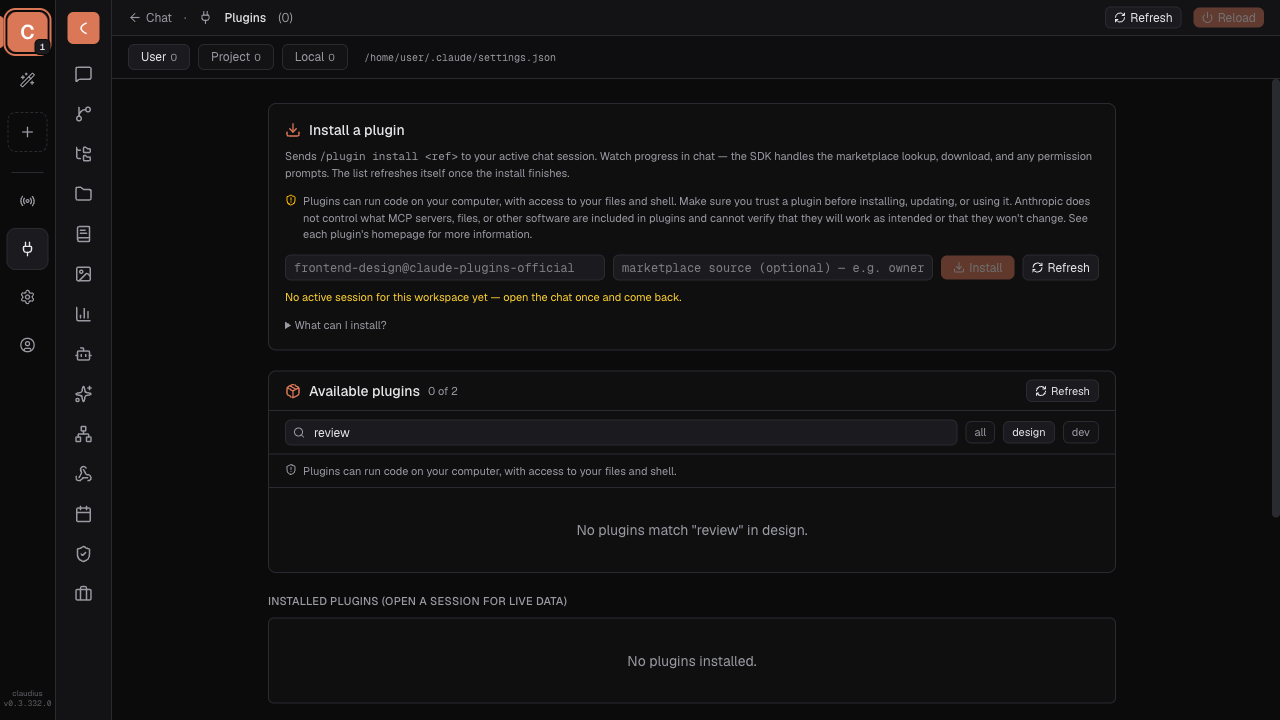 C
1
Chat · Plugins (0)
Refresh
Reload
User 0
Project 0
Local 0
/home/user/.claude/settings.json
Install a plugin
Sends /plugin install <ref> to your active chat session. Watch progress in chat — the SDK handles the marketplace lookup, download, and any permission
prompts. The list refreshes itself once the install finishes.
Plugins can run code on your computer, with access to your files and shell. Make sure you trust a plugin before installing, updating, or using it. Anthropic does
not control what MCP servers, files, or other software are included in plugins and cannot verify that they will work as intended or that they won't change. See
each plugin's homepage for more information.
frontend-design@claude-plugins-official
marketplace source (optional) — e.g. owner
Install
Refresh
No active session for this workspace yet — open the chat once and come back.
What can I install?
Available plugins 0 of 2
Refresh
review
all
design
dev
Plugins can run code on your computer, with access to your files and shell.
No plugins match "review" in design.
INSTALLED PLUGINS (OPEN A SESSION FOR LIVE DATA)
No plugins installed.
claudius
v0.3.332.0